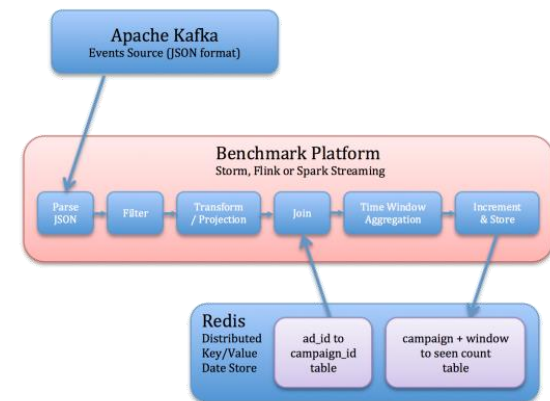 Apache Kafka
Events Source (JSON format)
Benchmark Platform
Storm, Flink or Spark Streaming
Parse
JSON
Filter
Transform
/ Projection
Join
Time Window
Aggregation
Increment
& Store
Redis
Distributed
Key/Value
Date Store
ad_id to
campaign_id
table
campaign + window
to seen count
table